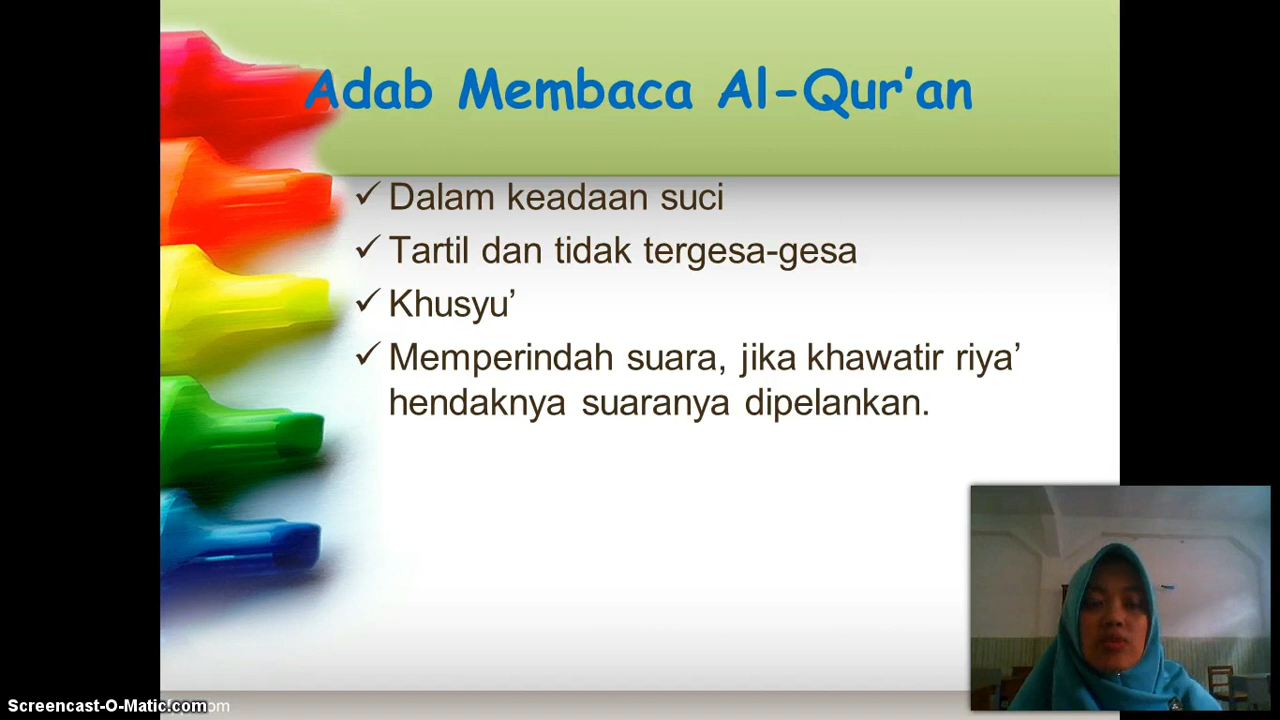 Adab Membaca Al-Qur’an
✓ Dalam keadaan suci
✓ Tartil dan tidak tergesa-gesa
✓ Khusyu’
✓ Memperindah suara, jika khawatir riya’
hendaknya suaranya dipelankan.
Screencast-O-Matic.com